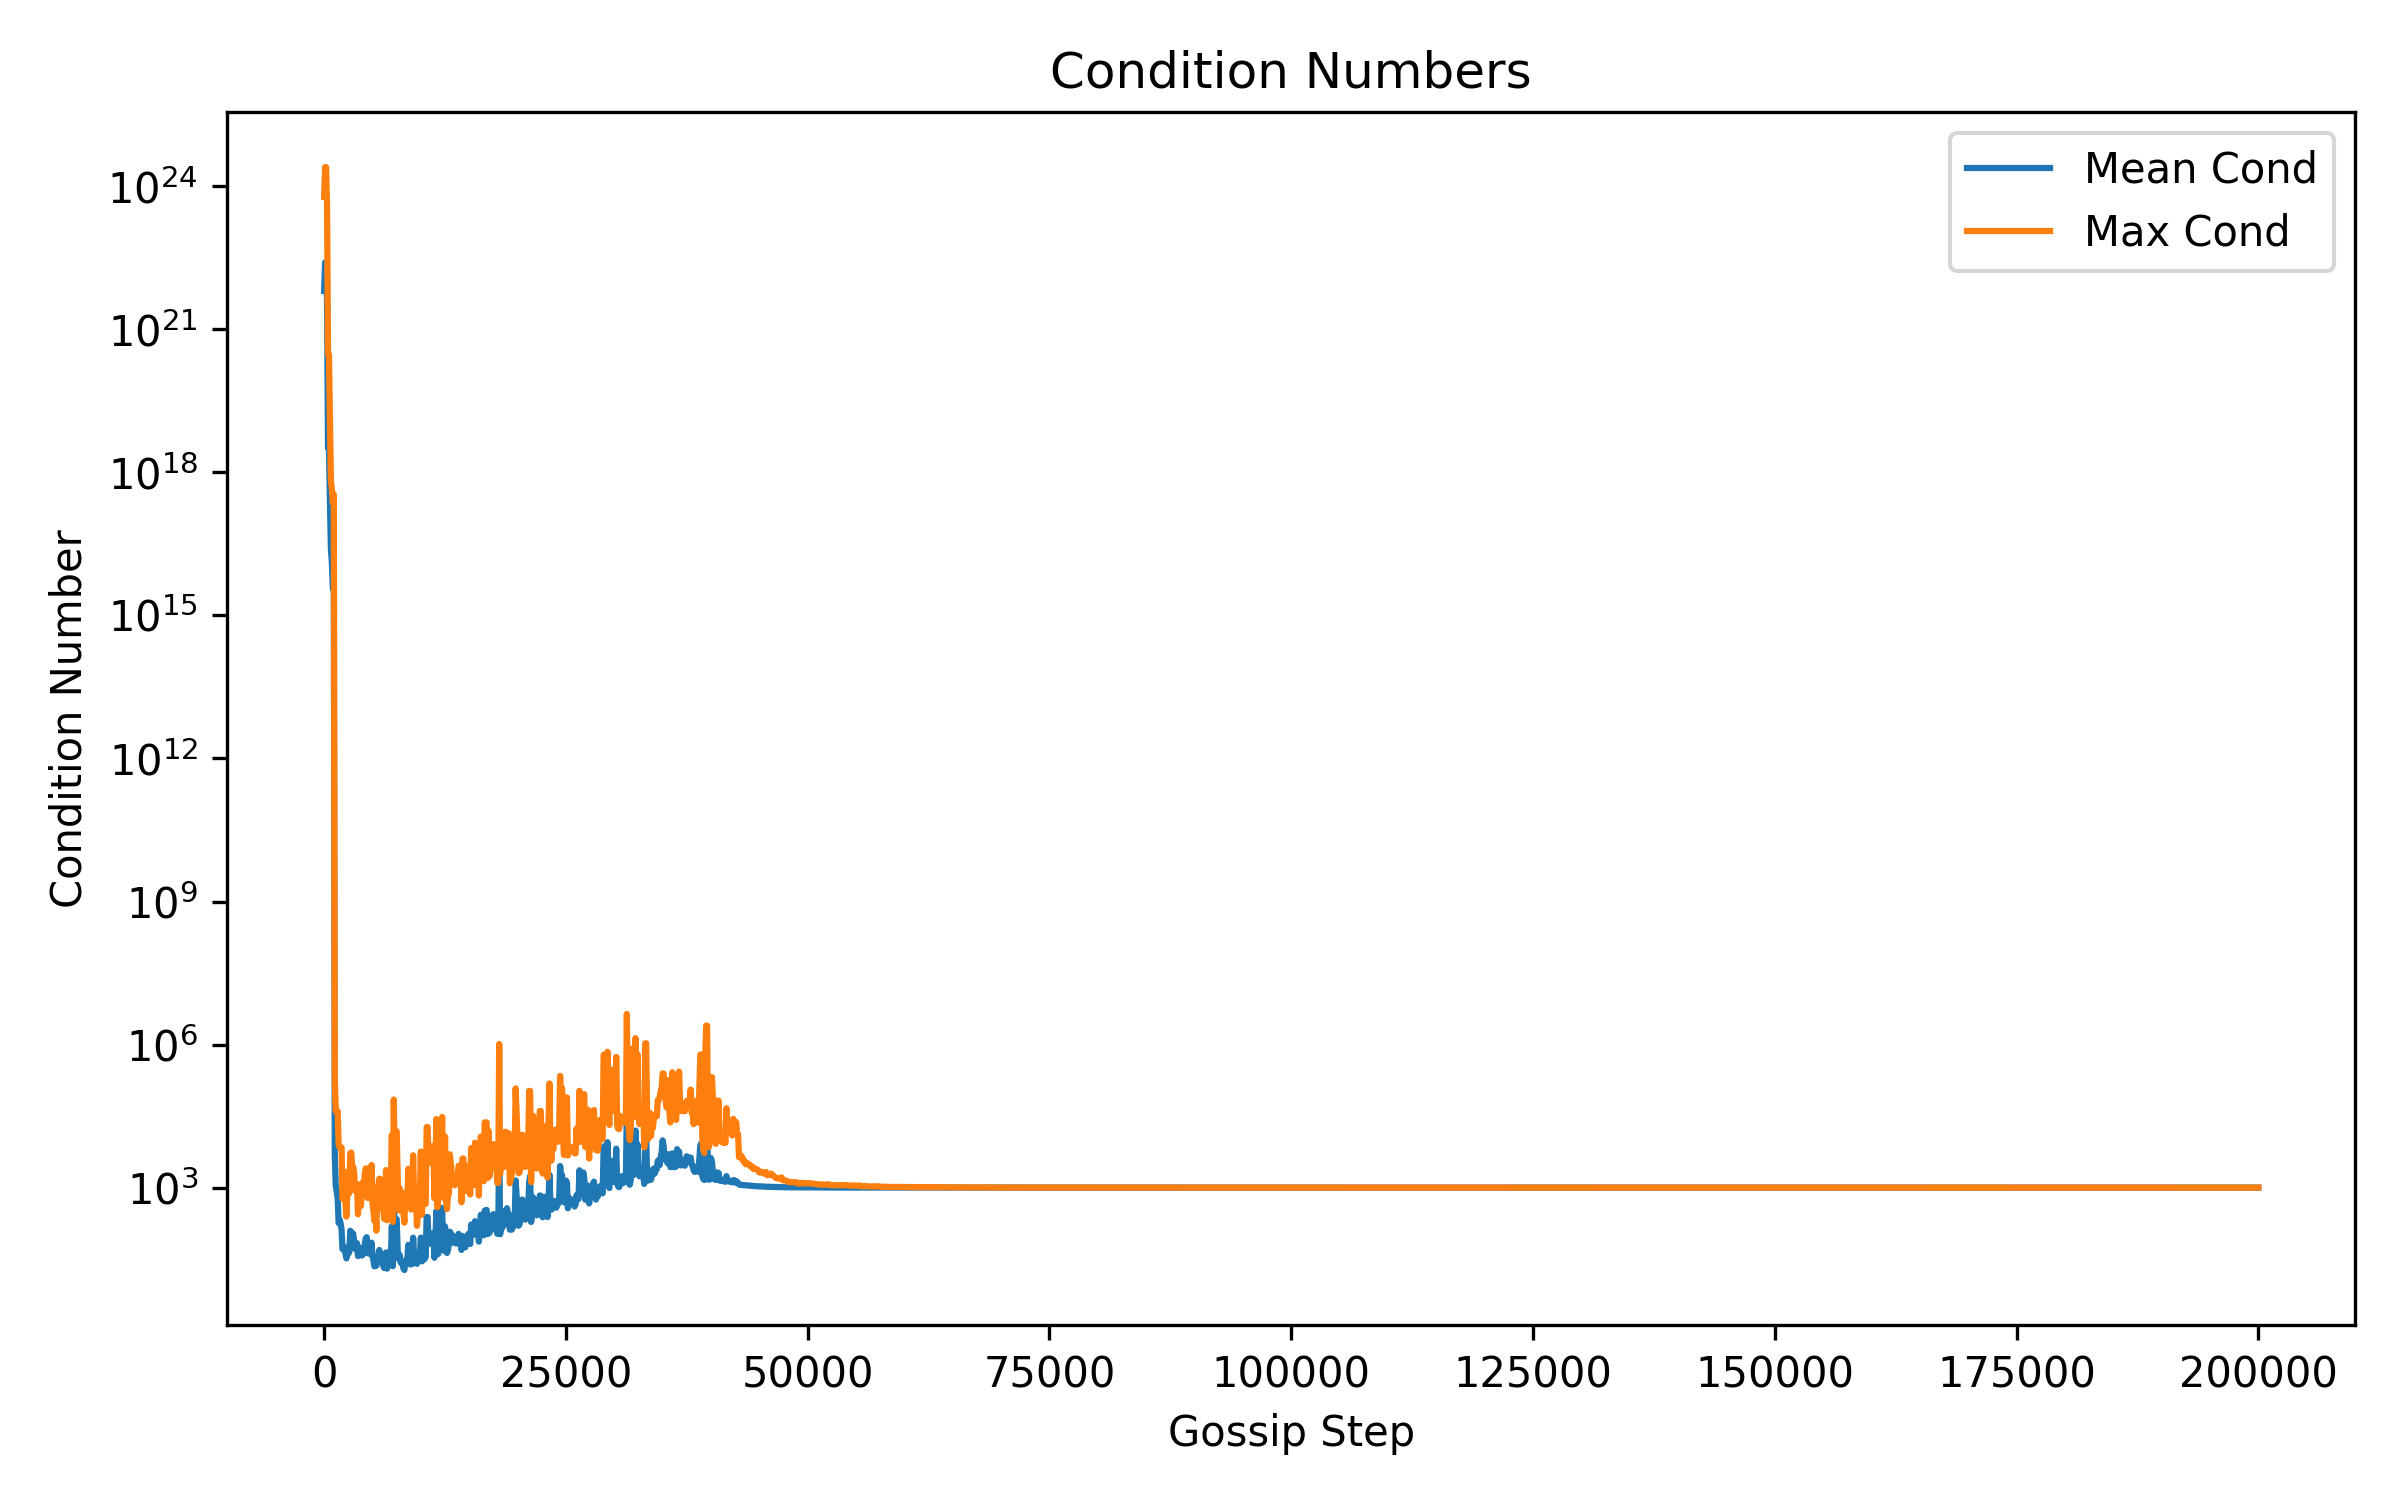 Condition Numbers
Mean Cond
Max Cond
Condition Number
10^24
10^21
10^18
10^15
10^12
10^9
10^6
10^3
0 25000 50000 75000 100000 125000 150000 175000 200000
Gossip Step